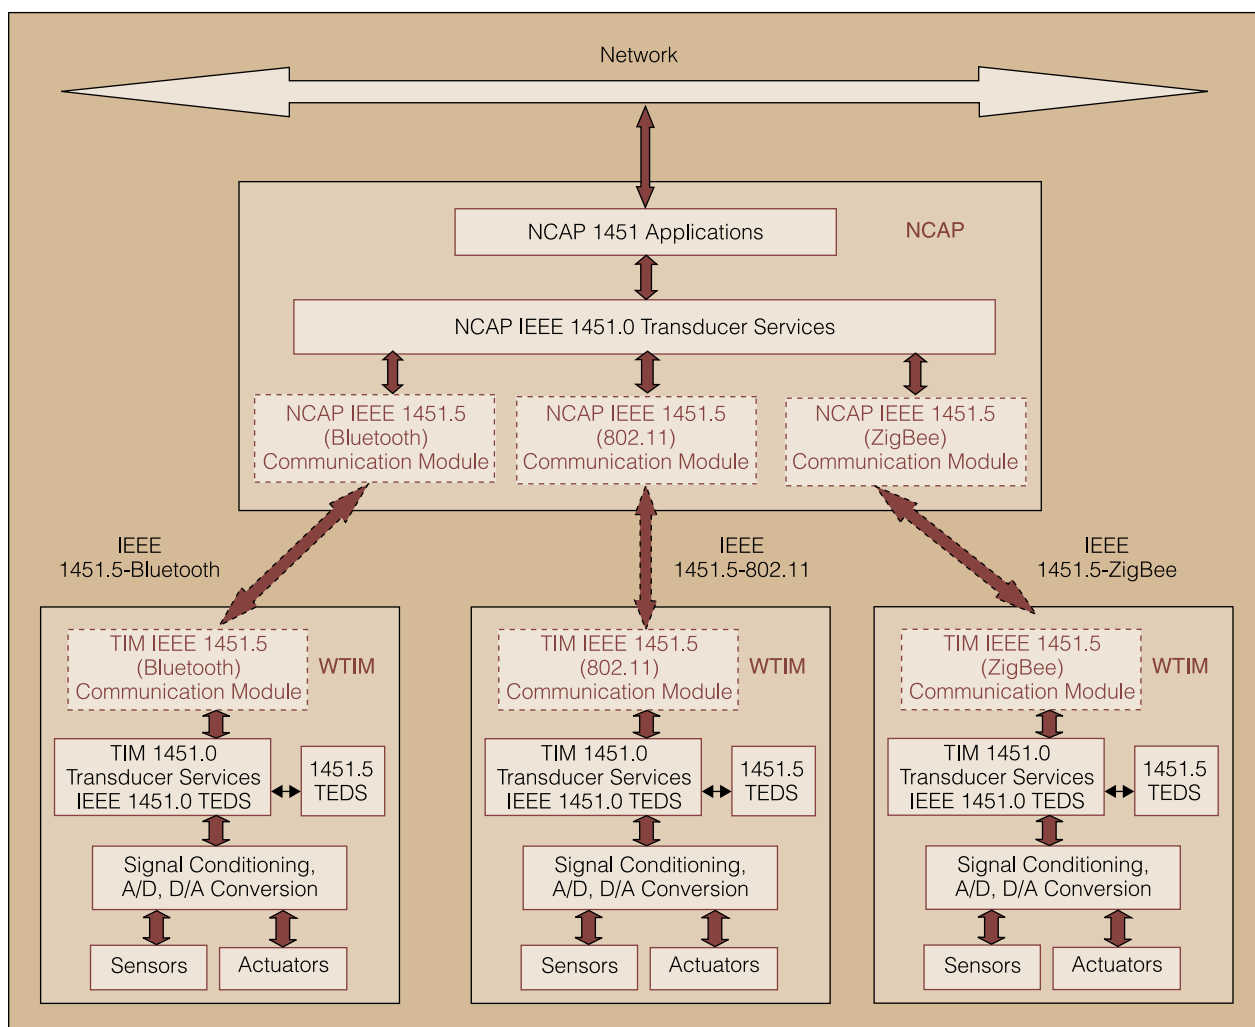 Network
NCAP 1451 Applications
NCAP
NCAP IEEE 1451.0 Transducer Services
NCAP IEEE 1451.5
(Bluetooth)
Communication Module
NCAP IEEE 1451.5
(802.11)
Communication Module
NCAP IEEE 1451.5
(ZigBee)
Communication Module
IEEE
1451.5-Bluetooth
IEEE
1451.5-802.11
IEEE
1451.5-ZigBee
TIM IEEE 1451.5
(Bluetooth)
Communication Module
WTIM
TIM 1451.0
Transducer Services
IEEE 1451.0 TEDS
1451.5
TEDS
Signal Conditioning,
A/D, D/A Conversion
Sensors
Actuators
TIM IEEE 1451.5
(802.11)
Communication Module
WTIM
TIM 1451.0
Transducer Services
IEEE 1451.0 TEDS
1451.5
TEDS
Signal Conditioning,
A/D, D/A Conversion
Sensors
Actuators
TIM IEEE 1451.5
(ZigBee)
Communication Module
WTIM
TIM 1451.0
Transducer Services
IEEE 1451.0 TEDS
1451.5
TEDS
Signal Conditioning,
A/D, D/A Conversion
Sensors
Actuators